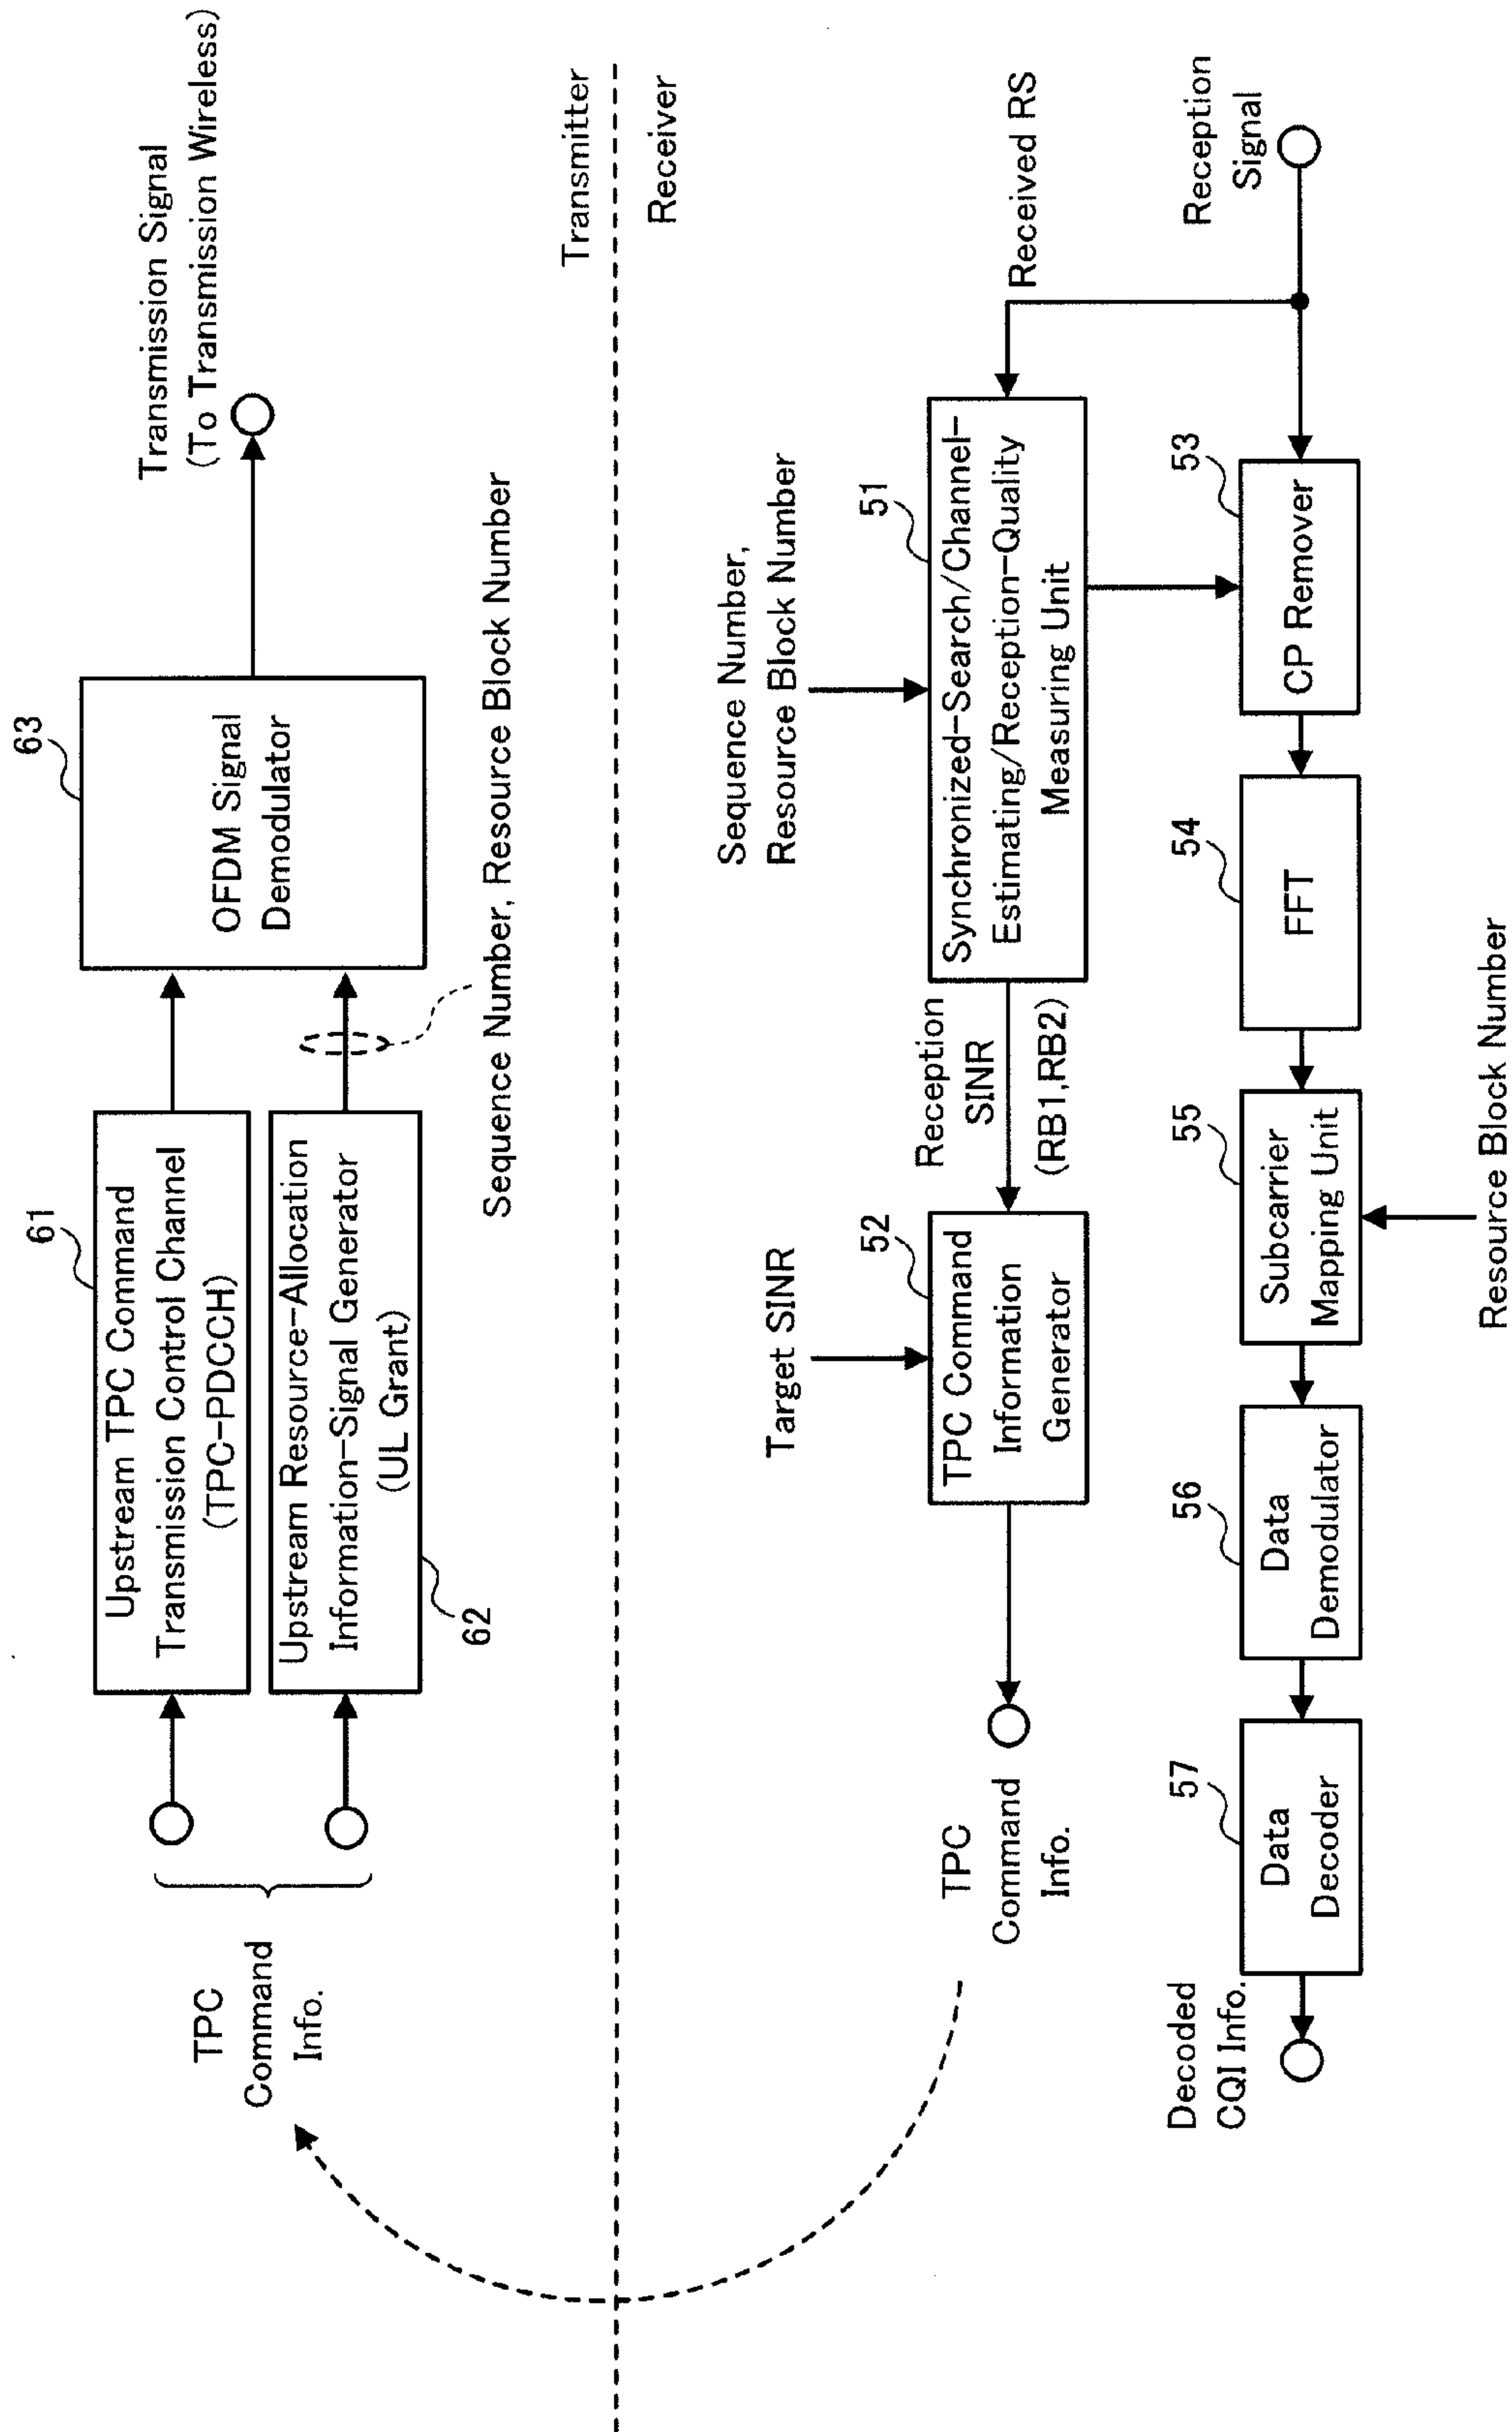 TPC
Command
Info.
61
Upstream TPC Command
Transmission Control Channel
(TPC-PDCCH)
Upstream Resource-Allocation
Information-Signal Generator
(UL Grant)
62
Sequence Number, Resource Block Number
63
OFDM Signal
Demodulator
Transmission Signal
(To Transmission Wireless)
Transmitter
Receiver
Received RS
Reception
Signal
Sequence Number,
Resource Block Number
51
Synchronized-Search/Channel-
Estimating/Reception-Quality
Measuring Unit
Reception
SINR
(RB1,RB2)
Target SINR
52
TPC Command
Information
Generator
TPC
Command
Info.
53
CP Remover
54
FFT
55
Subcarrier
Mapping Unit
Resource Block Number
56
Data
Demodulator
57
Data
Decoder
Decoded
CQI Info.